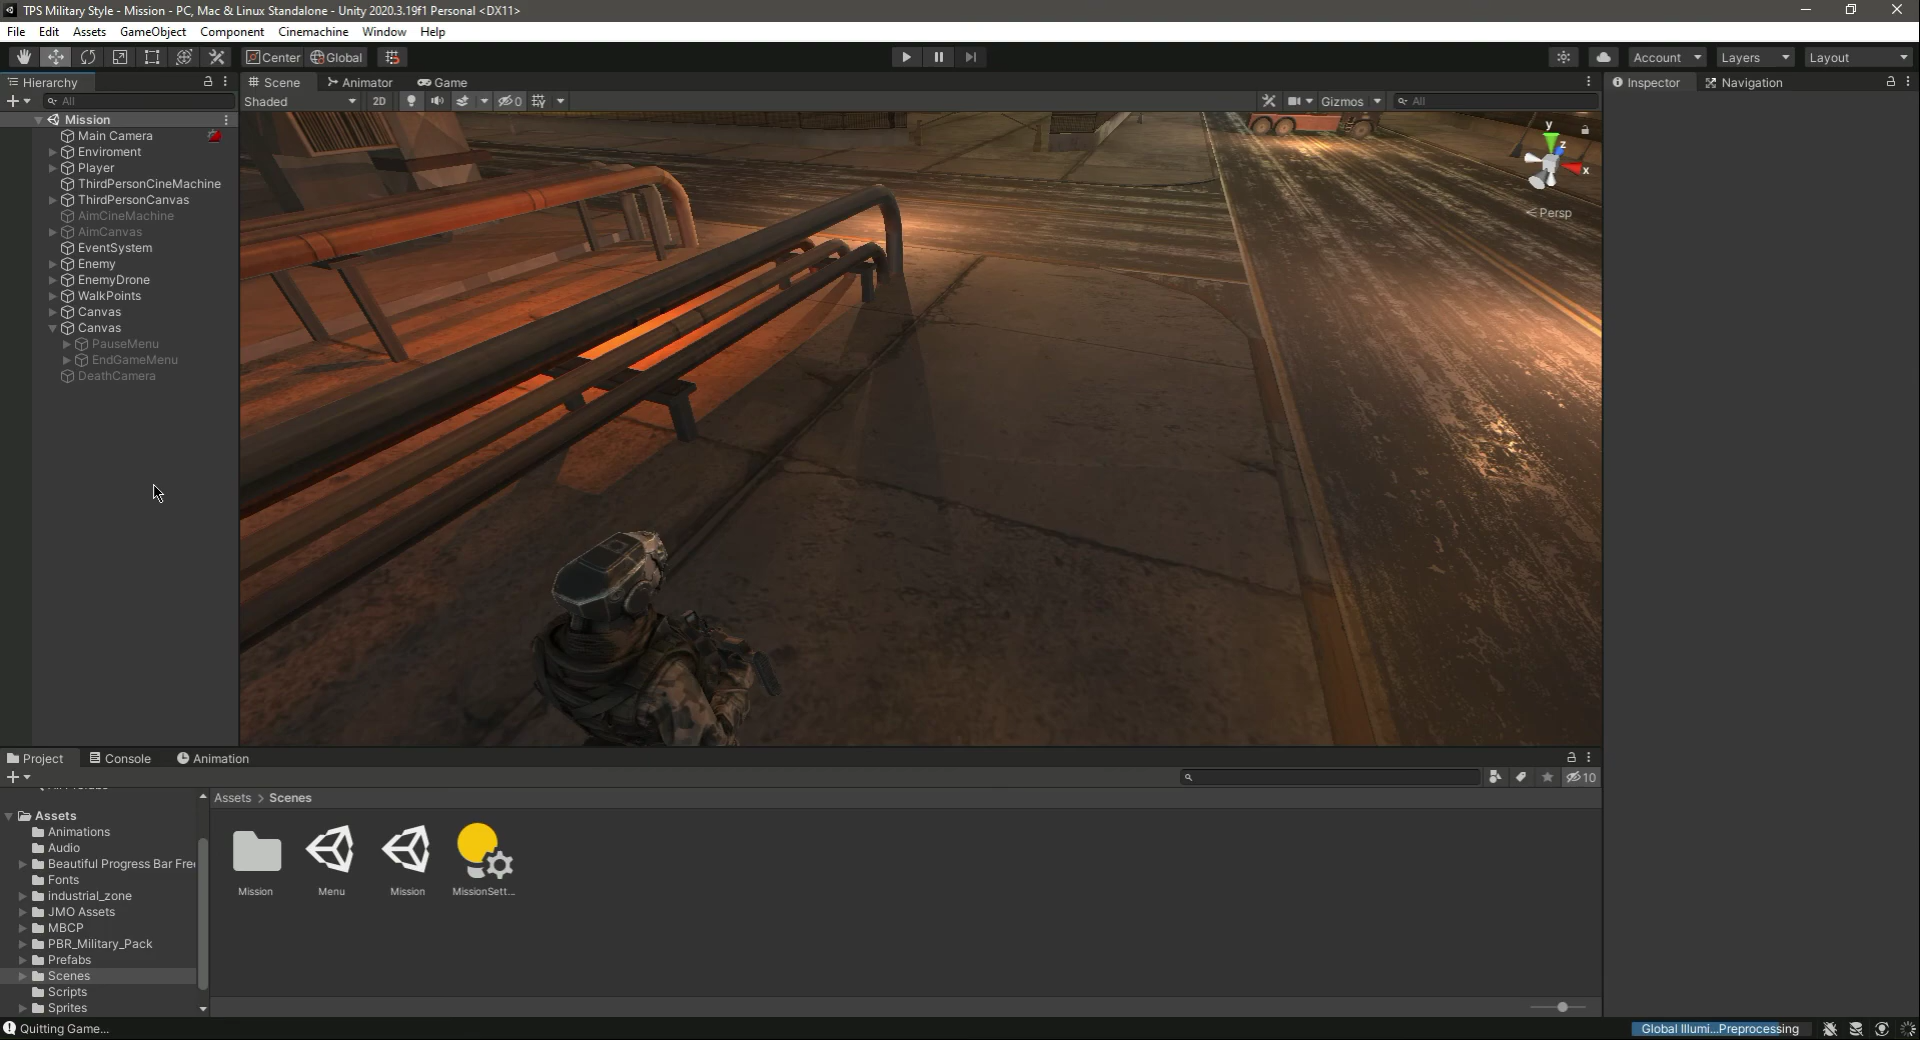 TPS Military Style - Mission - PC, Mac & Linux Standalone - Unity 2020.3.19f1 Personal <DX11>
File Edit Assets GameObject Component Cinemachine Window Help
Center Global Account Layers Layout
Hierarchy Scene Animator Game Inspector Navigation
All Shaded 2D 0 Gizmos All
Mission
Main Camera
Enviroment
Player
ThirdPersonCineMachine
ThirdPersonCanvas
AimCineMachine
AimCanvas
EventSystem
Enemy
EnemyDrone
WalkPoints
Canvas
Canvas
PauseMenu
EndGameMenu
DeathCamera
y
z
x
Persp
Project Console Animation
10
Assets > Scenes
Assets
Animations
Audio
Beautiful Progress Bar Free
Fonts
industrial_zone
JMO Assets
MBCP
PBR_Military_Pack
Prefabs
Scenes
Scripts
Sprites
Mission Menu Mission MissionSett...
Quitting Game...
Global Illumi...Preprocessing